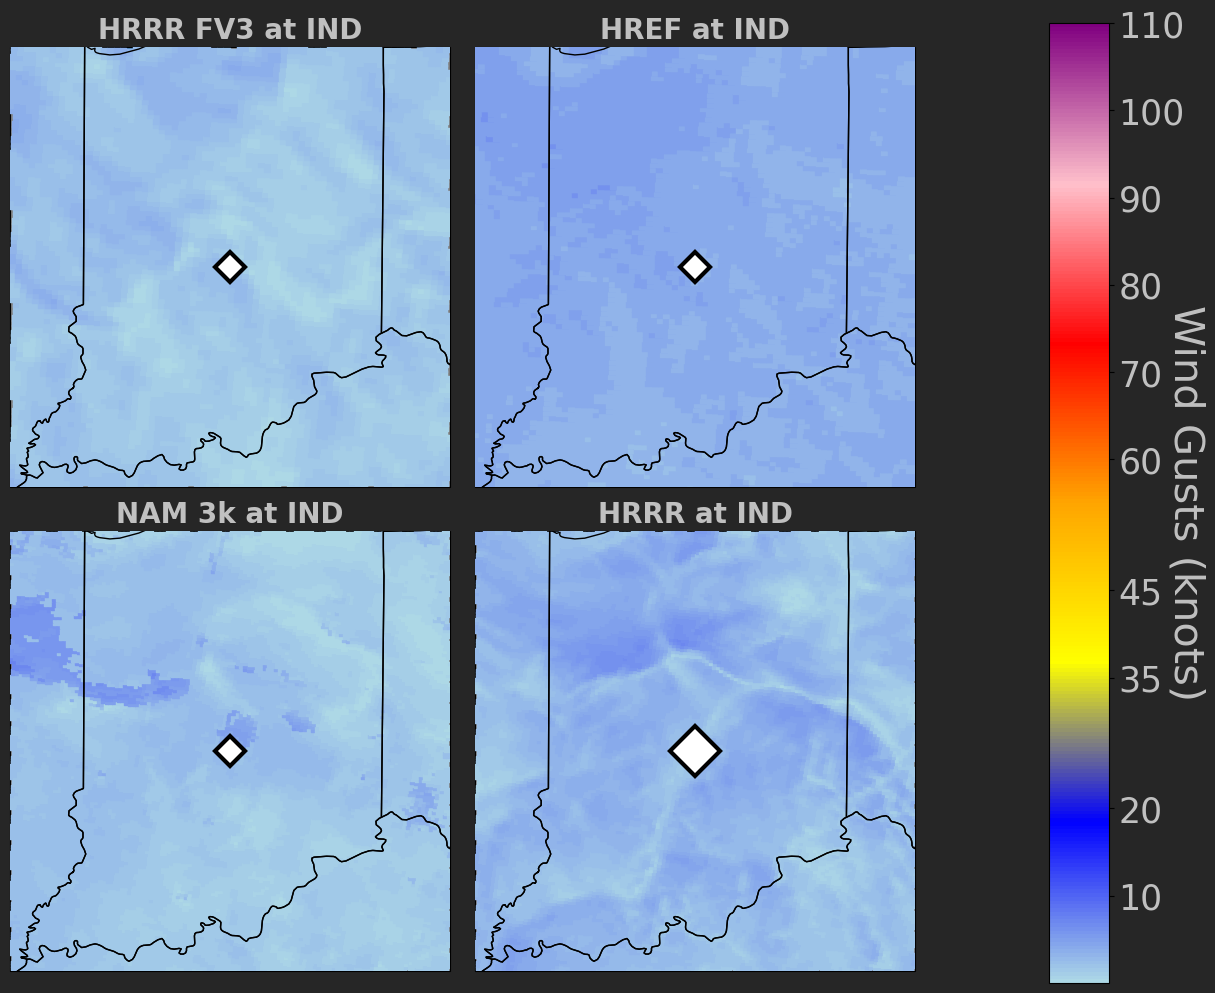 HRRR FV3 at IND
HREF at IND
NAM 3k at IND
HRRR at IND
110
100
90
80
70
60
45
35
20
10
Wind Gusts (knots)